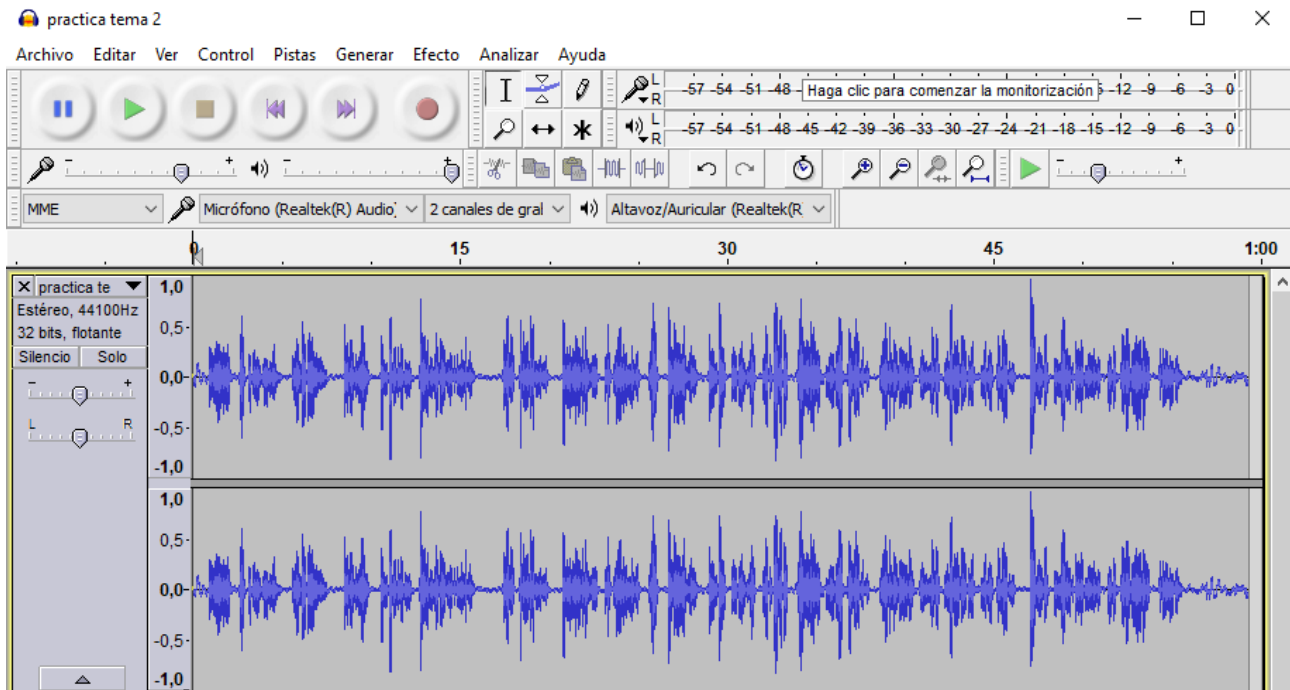 practica tema 2
Archivo Editar Ver Control Pistas Generar Efecto Analizar Ayuda
L
R
-57 -54 -51 -48 Haga clic para comenzar la monitorización -12 -9 -6 -3 0
L
R
-57 -54 -51 -48 -45 -42 -39 -36 -33 -30 -27 -24 -21 -18 -15 -12 -9 -6 -3 0
- + - + - +
MME Micrófono (Realtek(R) Audio) 2 canales de gral Altavoz/Auricular (Realtek(R
0 15 30 45 1:00
practica te
Estéreo, 44100Hz
32 bits, flotante
Silencio Solo
- +
L R
1,0
0,5
0,0
-0,5
-1,0
1,0
0,5
0,0
-0,5
-1,0